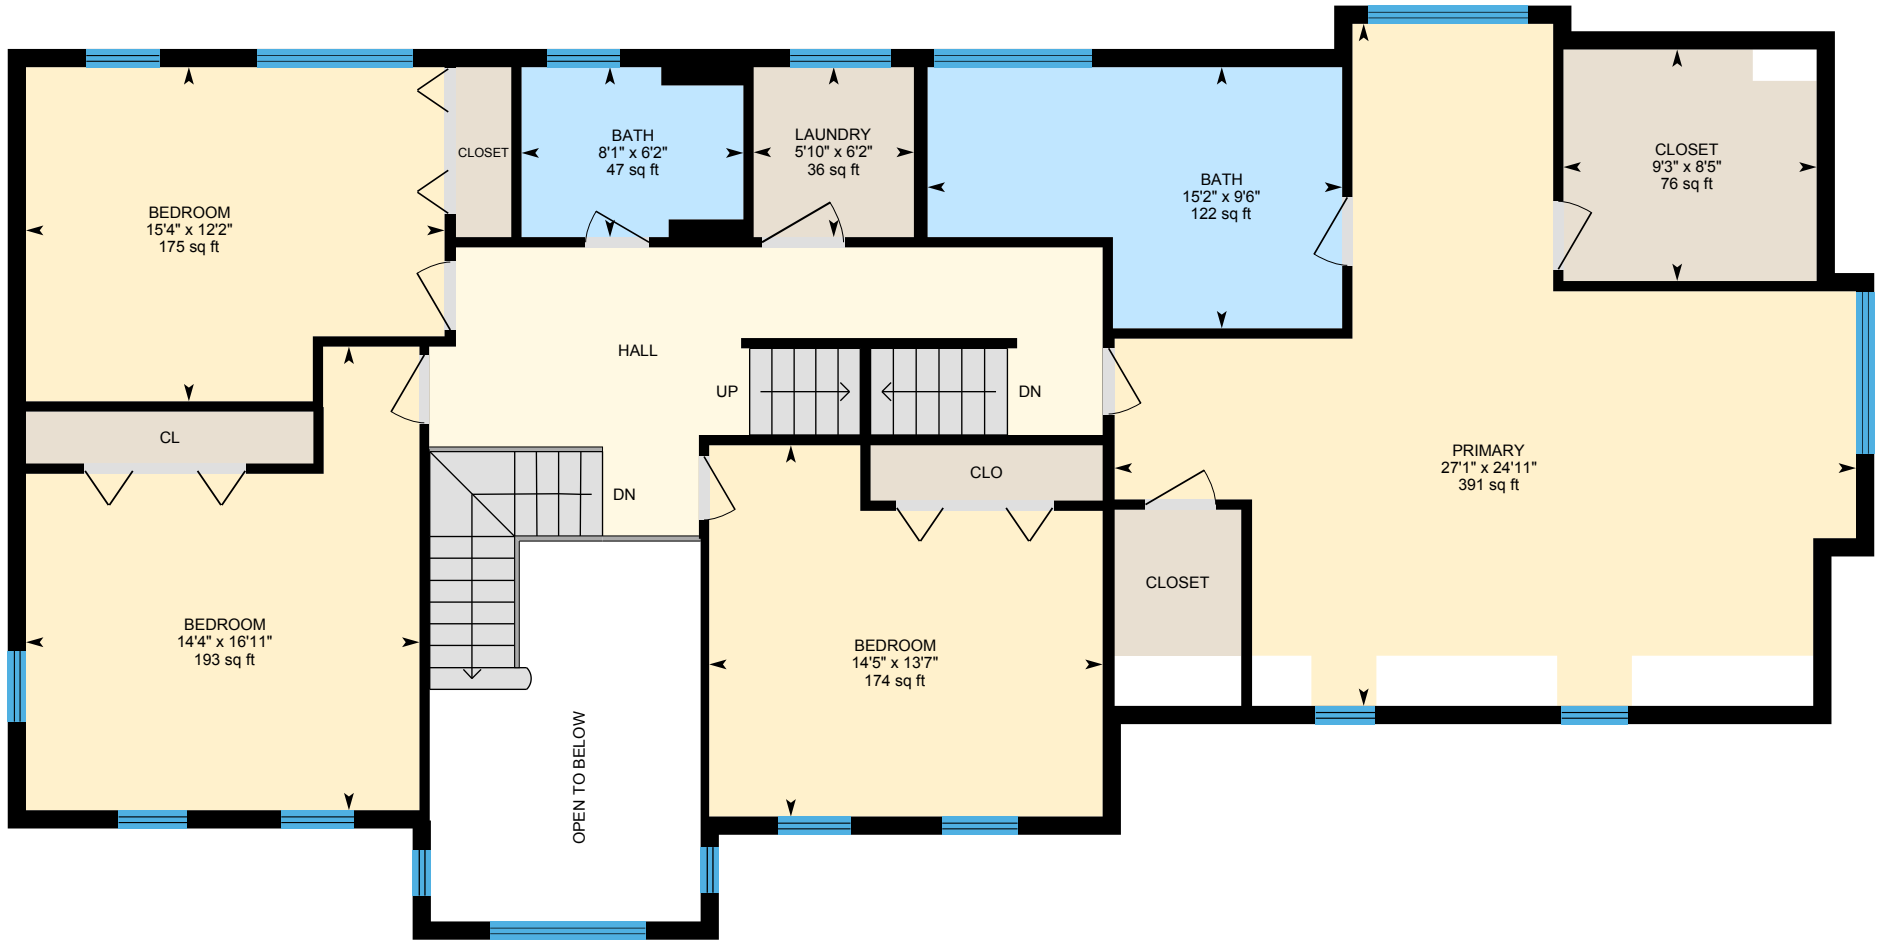 BEDROOM
15'4" x 12'2"
175 sq ft
CLOSET
BATH
8'1" x 6'2"
47 sq ft
LAUNDRY
5'10" x 6'2"
36 sq ft
BATH
15'2" x 9'6"
122 sq ft
CLOSET
9'3" x 8'5"
76 sq ft
HALL
UP
DN
CL
DN
CLO
PRIMARY
27'1" x 24'11"
391 sq ft
BEDROOM
14'4" x 16'11"
193 sq ft
BEDROOM
14'5" x 13'7"
174 sq ft
CLOSET
OPEN TO BELOW